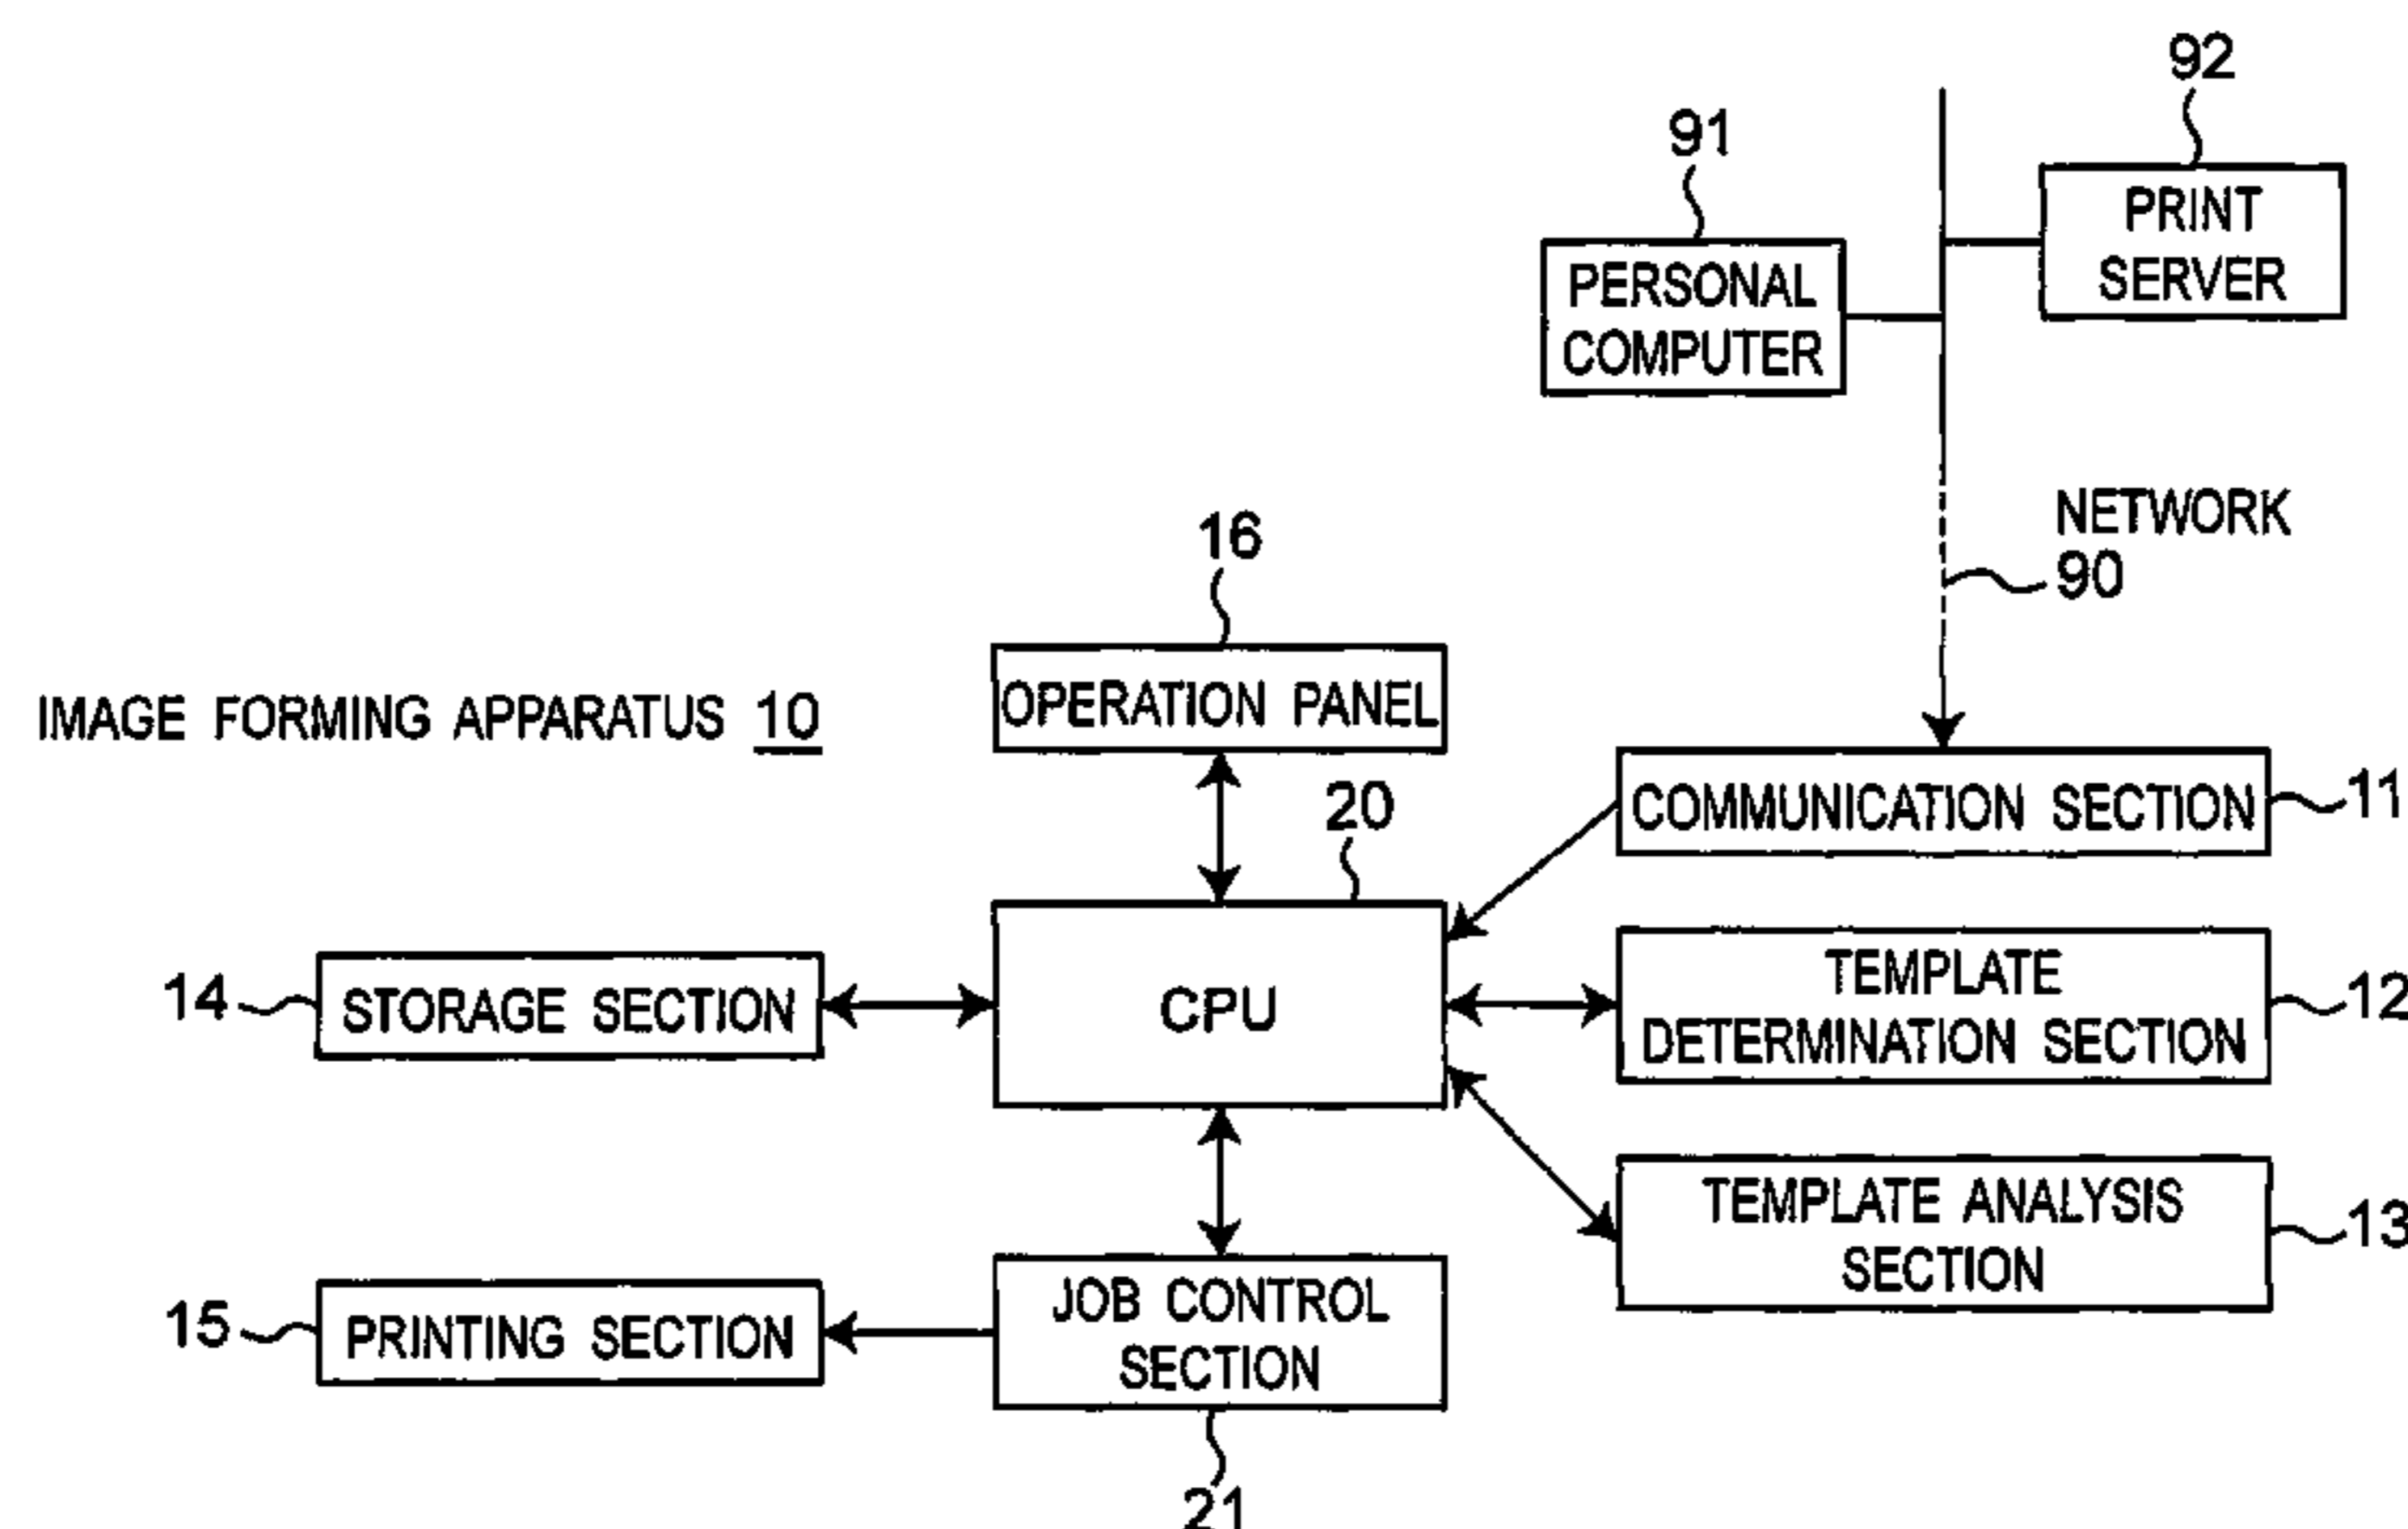 92
91
PRINT
SERVER
PERSONAL
COMPUTER
NETWORK
90
16
OPERATION PANEL
IMAGE FORMING APPARATUS 10
20
COMMUNICATION SECTION
11
14
STORAGE SECTION
CPU
TEMPLATE
DETERMINATION SECTION
12
TEMPLATE ANALYSIS
SECTION
13
15
PRINTING SECTION
JOB CONTROL
SECTION
21